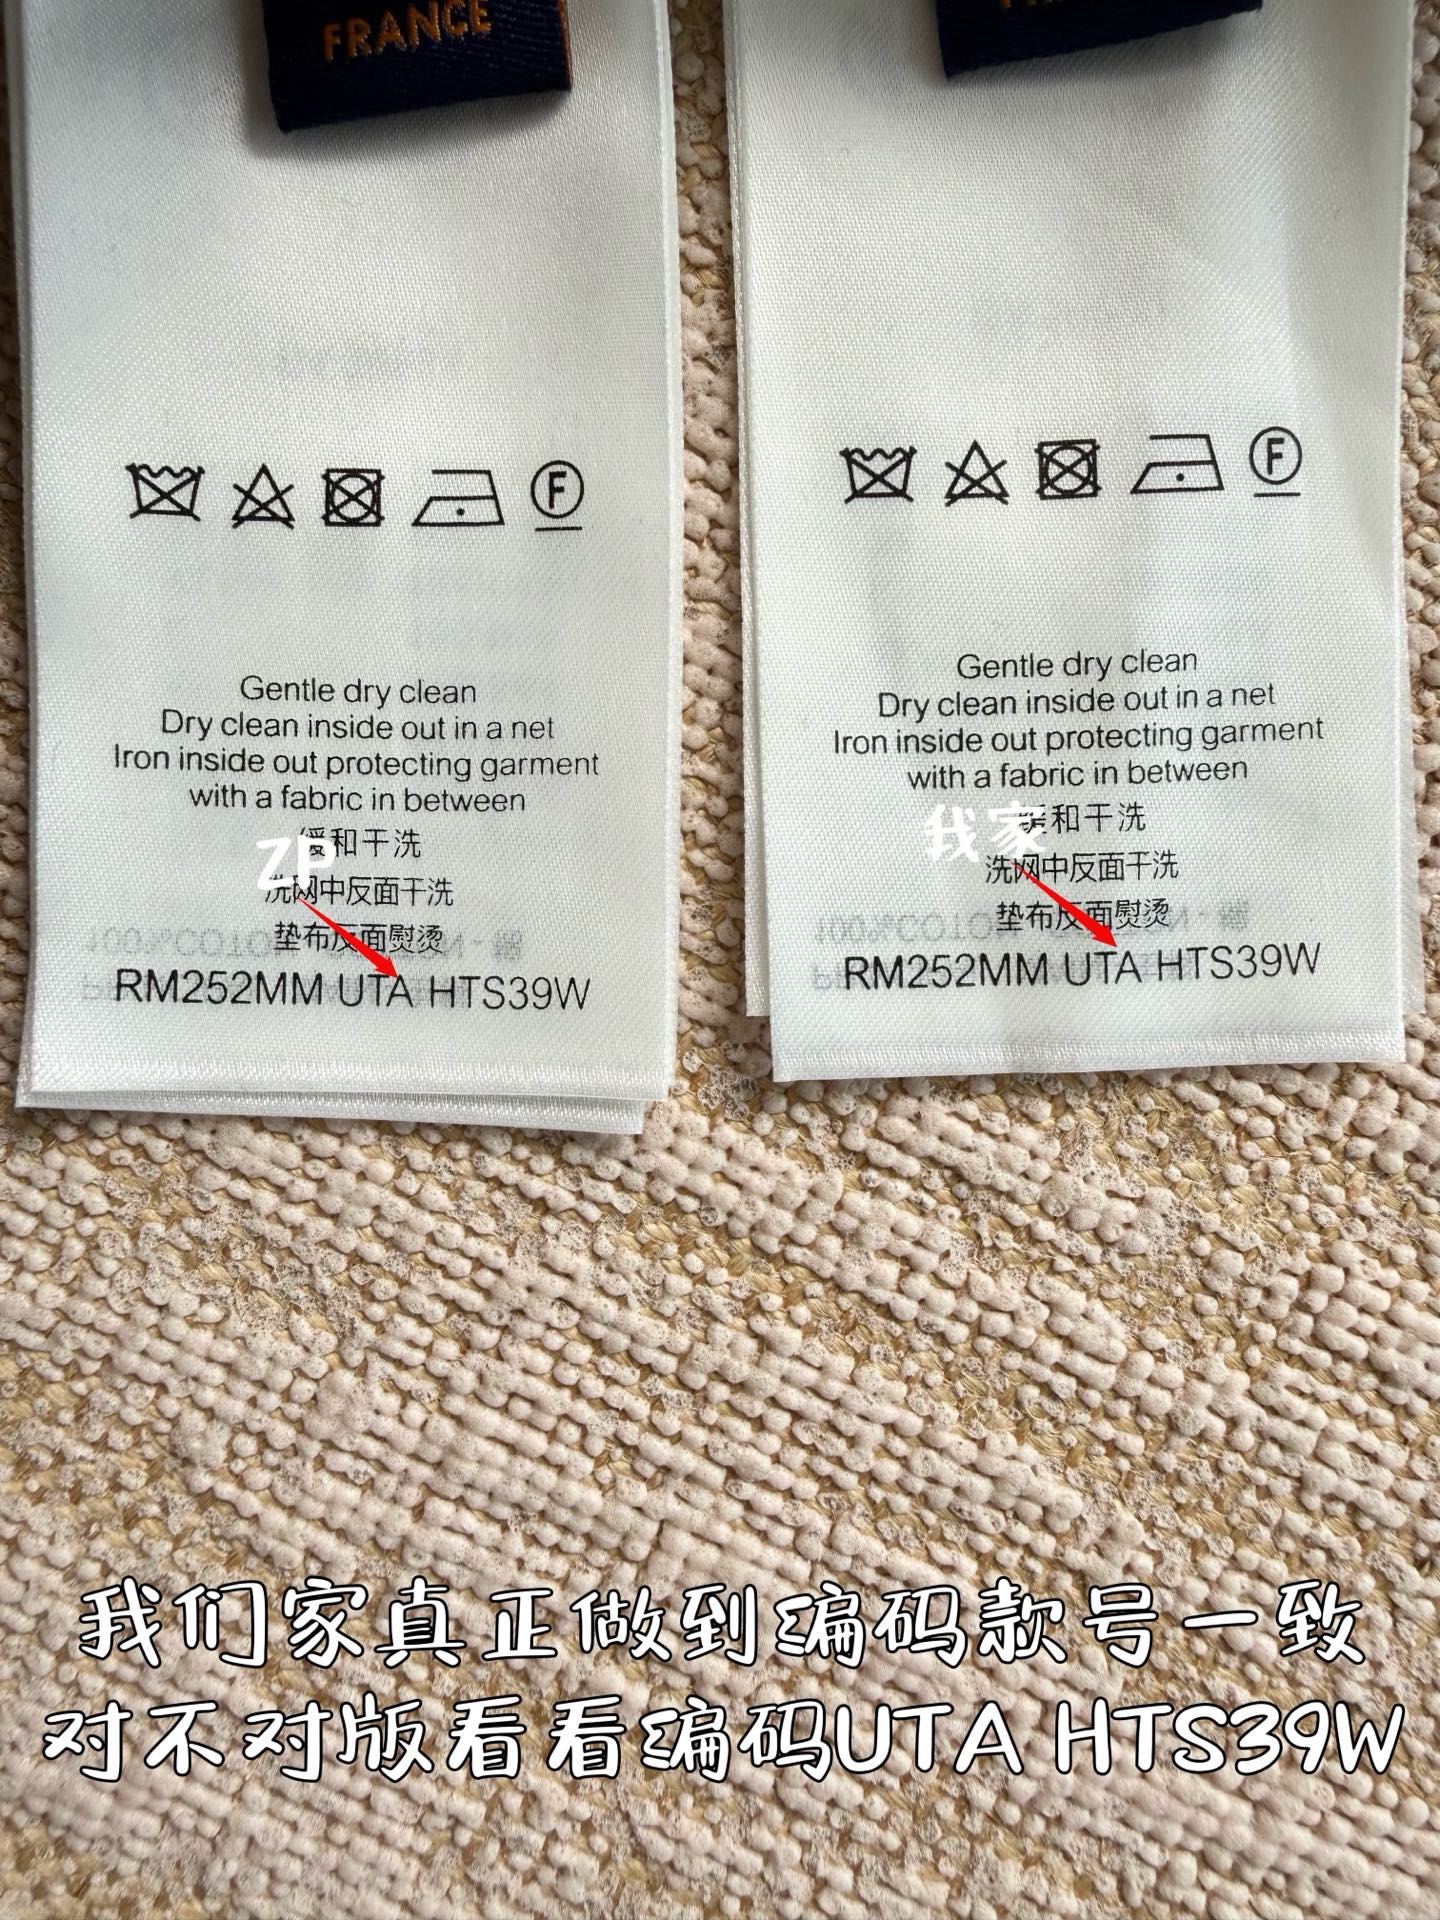 FRANCE
F
Gentle dry clean
Dry clean inside out in a net
Iron inside out protecting garment
with a fabric in between
缓和干洗
ZP
洗网中反面干洗
垫布反面熨烫
RM252MM UTA HTS39W
F
Gentle dry clean
Dry clean inside out in a net
Iron inside out protecting garment
with a fabric in between
缓和干洗
我家
洗网中反面干洗
垫布反面熨烫
RM252MM UTA HTS39W
我们家真正做到编码款号一致
对不对版看看编码UTA HTS39W